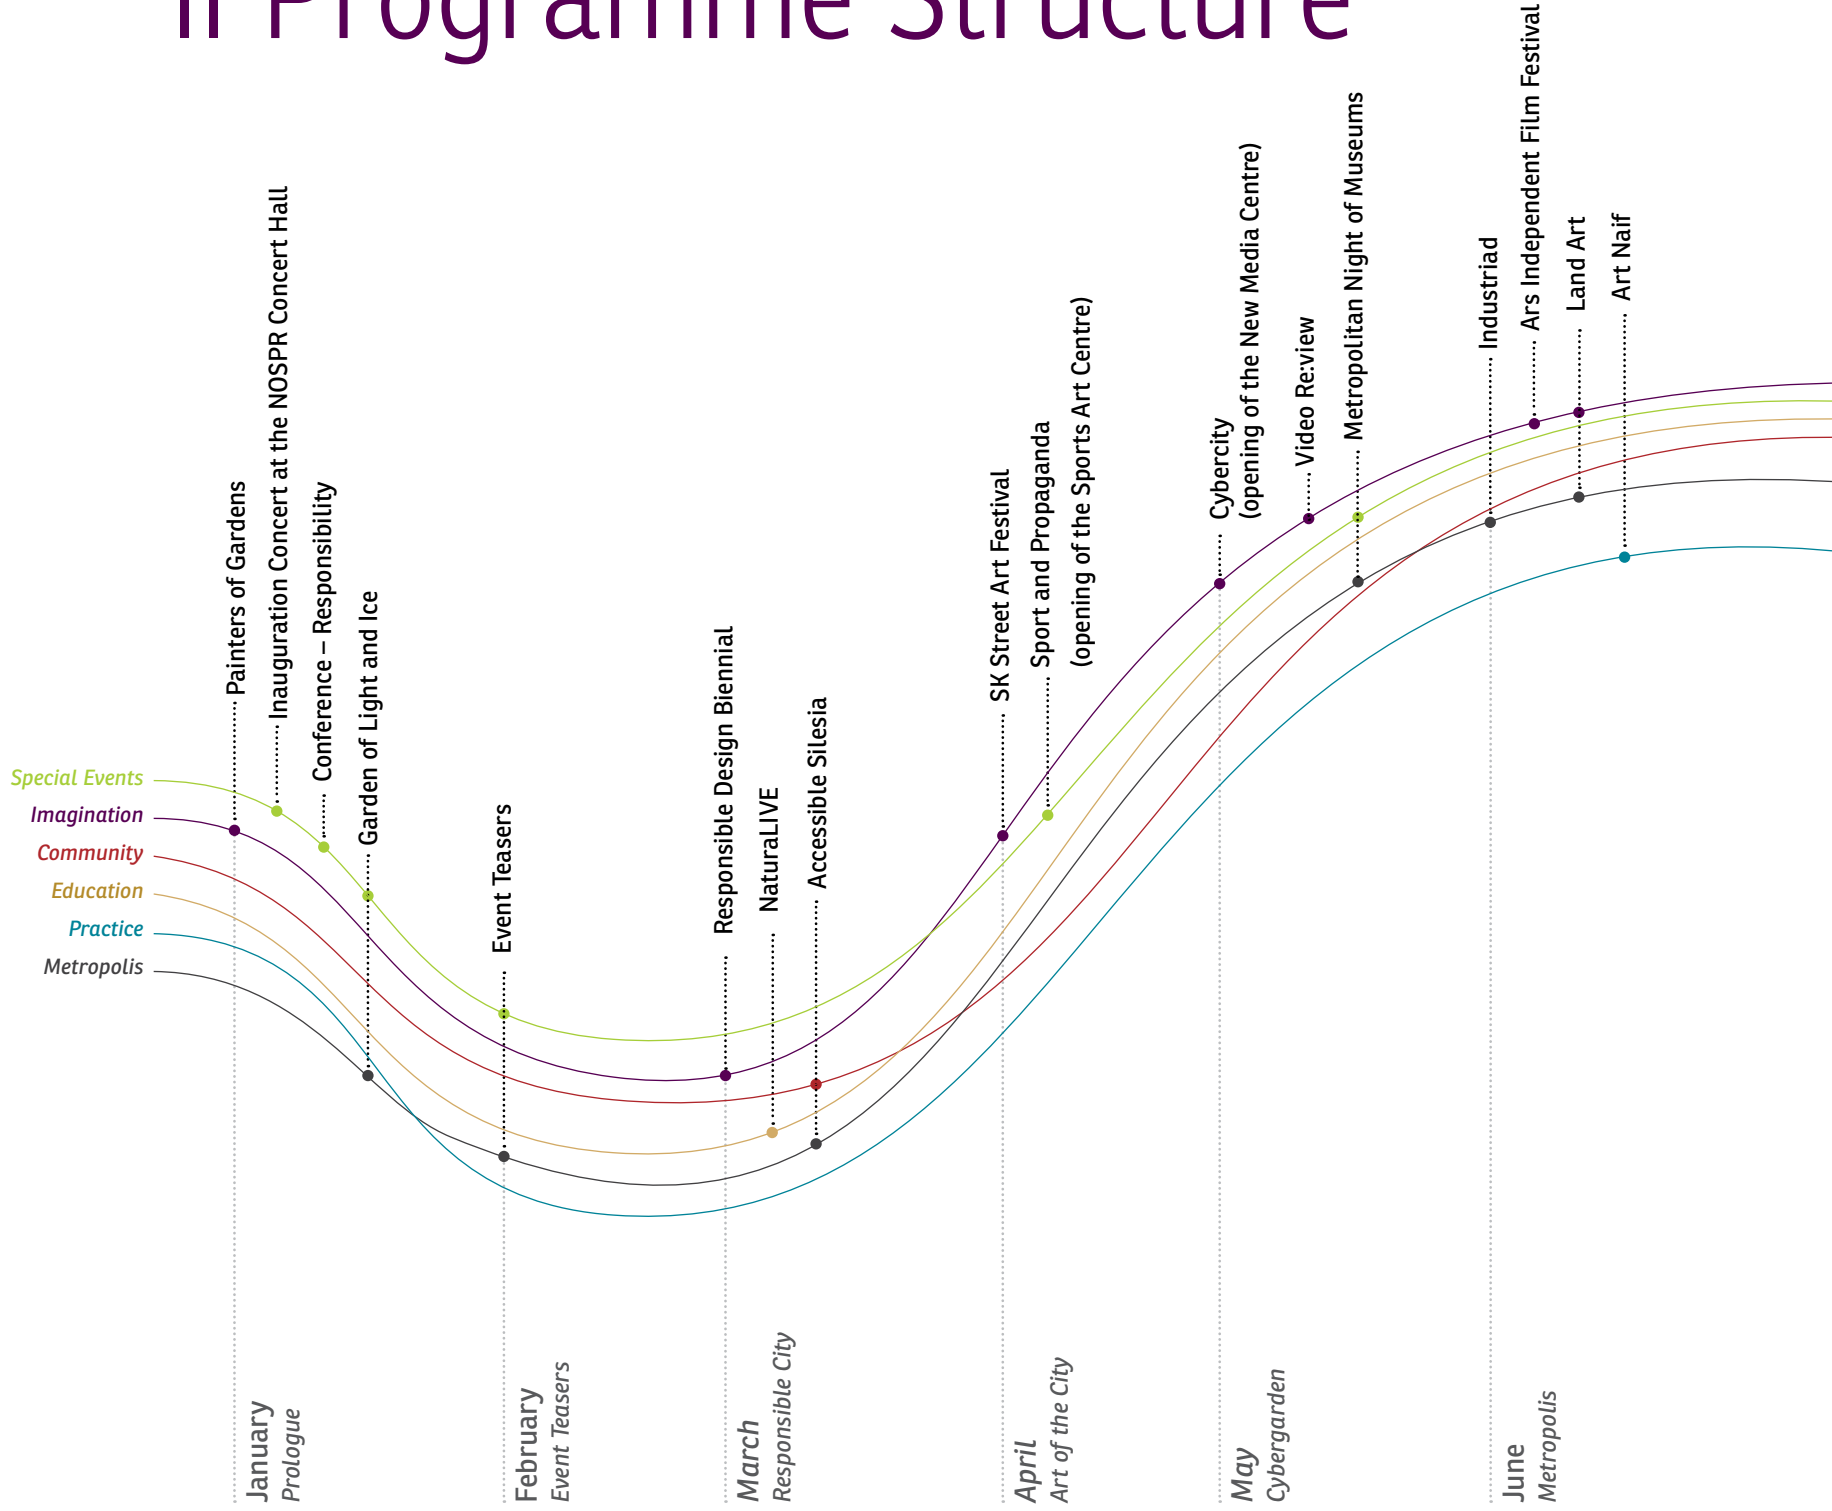 II Programme Structure
Painters of Gardens
Inauguration Concert at the NOSPR Concert Hall
Conference – Responsibility
Garden of Light and Ice
Event Teasers
Responsible Design Biennial
NaturaLIVE
Accessible Silesia
SK Street Art Festival
Sport and Propaganda
(opening of the Sports Art Centre)
Cybercity
(opening of the New Media Centre)
Video Re:view
Metropolitan Night of Museums
Industriad
Ars Independent Film Festival
Land Art
Art Naif
Special Events
Imagination
Community
Education
Practice
Metropolis
January
Prologue
February
Event Teasers
March
Responsible City
April
Art of the City
May
Cybergarden
June
Metropolis